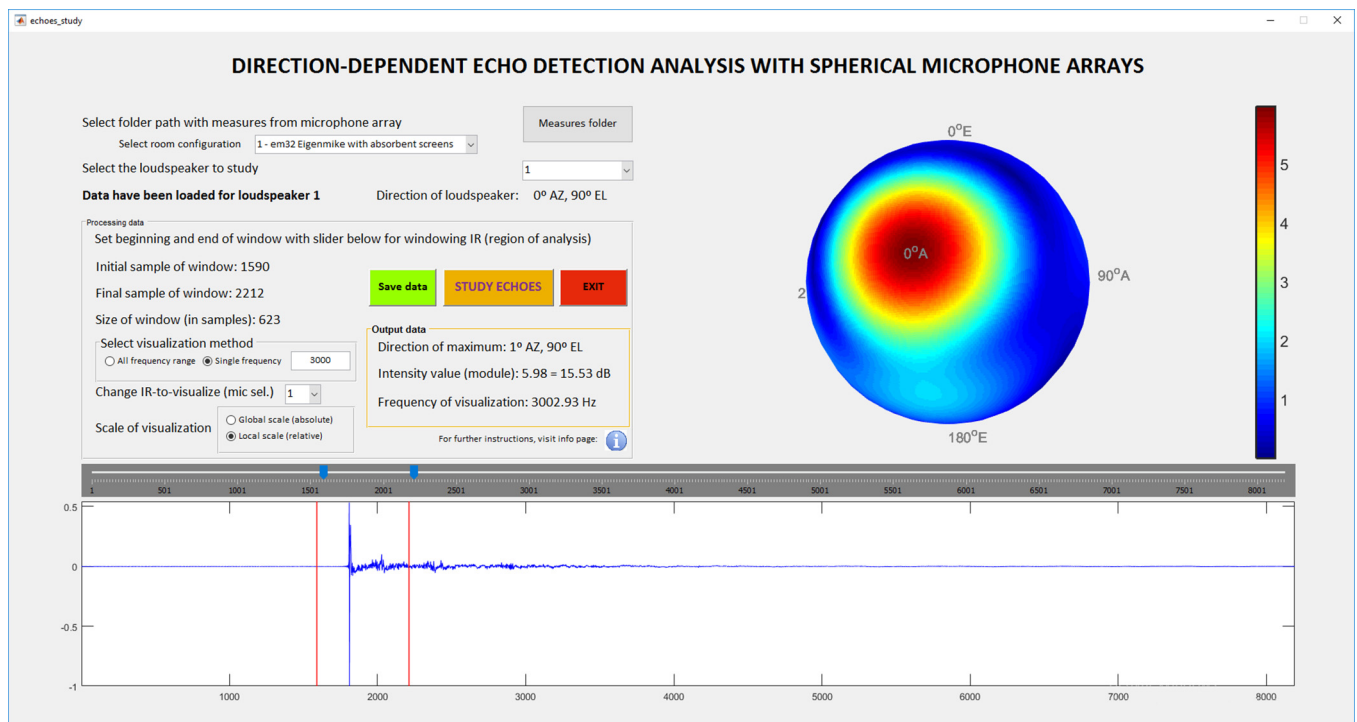 echoes_study
DIRECTION-DEPENDENT ECHO DETECTION ANALYSIS WITH SPHERICAL MICROPHONE ARRAYS
Select folder path with measures from microphone array
Measures folder
Select room configuration
1 - em32 Eigenmike with absorbent screens
Select the loudspeaker to study
1
Data have been loaded for loudspeaker 1
Direction of loudspeaker: 0º AZ, 90º EL
Processing data
Set beginning and end of window with slider below for windowing IR (region of analysis)
Initial sample of window: 1590
Final sample of window: 2212
Size of window (in samples): 623
Save data
STUDY ECHOES
EXIT
Select visualization method
All frequency range
Single frequency
3000
Change IR-to-visualize (mic sel.)
1
Scale of visualization
Global scale (absolute)
Local scale (relative)
Output data
Direction of maximum: 1º AZ, 90º EL
Intensity value (module): 5.98 = 15.53 dB
Frequency of visualization: 3002.93 Hz
For further instructions, visit info page:
0ºE
0ºA
90ºA
2
180ºE
5
4
3
2
1
1 501 1001 1501 2001 2501 3001 3501 4001 4501 5001 5501 6001 6501 7001 7501 8001
0.5
0
-0.5
-1
1000 2000 3000 4000 5000 6000 7000 8000